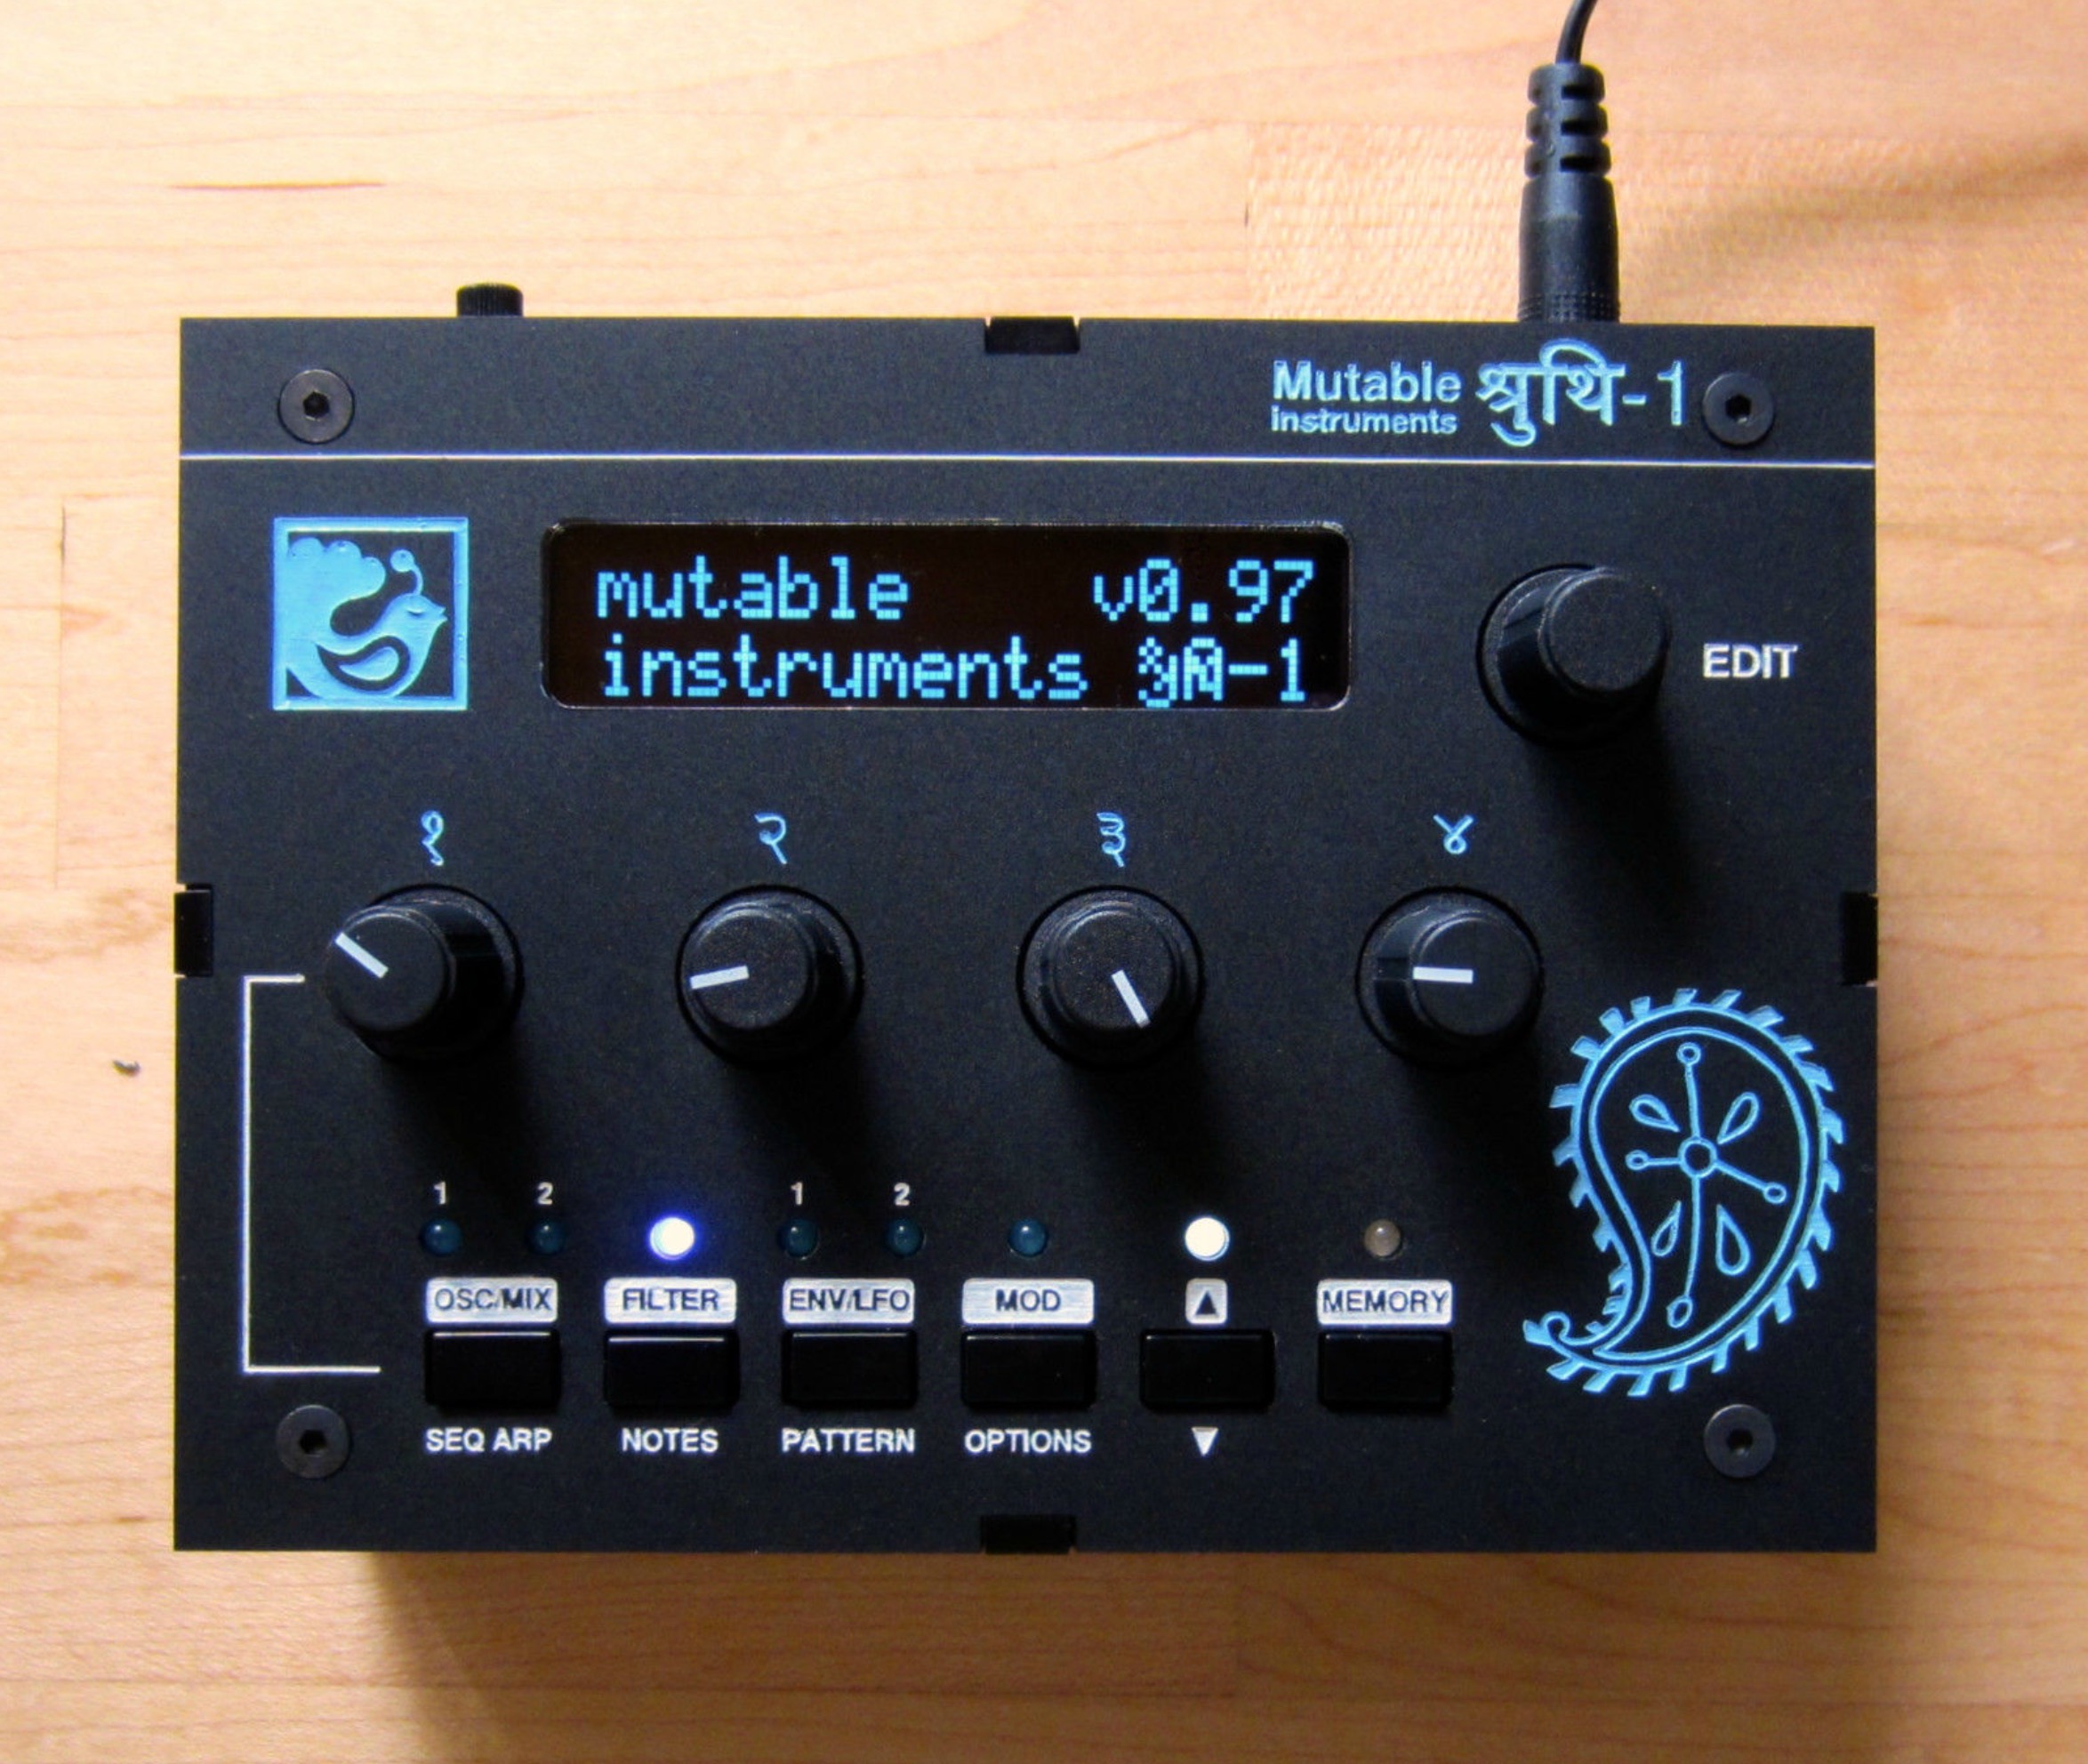 Mutable श्रुथि-1
instruments
mutable v0.97
instruments श्रुथि-1
EDIT
१ २ ३ ४
1 2 1 2
OSC/MIX FILTER ENV/LFO MOD ▲ MEMORY
SEQ ARP NOTES PATTERN OPTIONS ▼